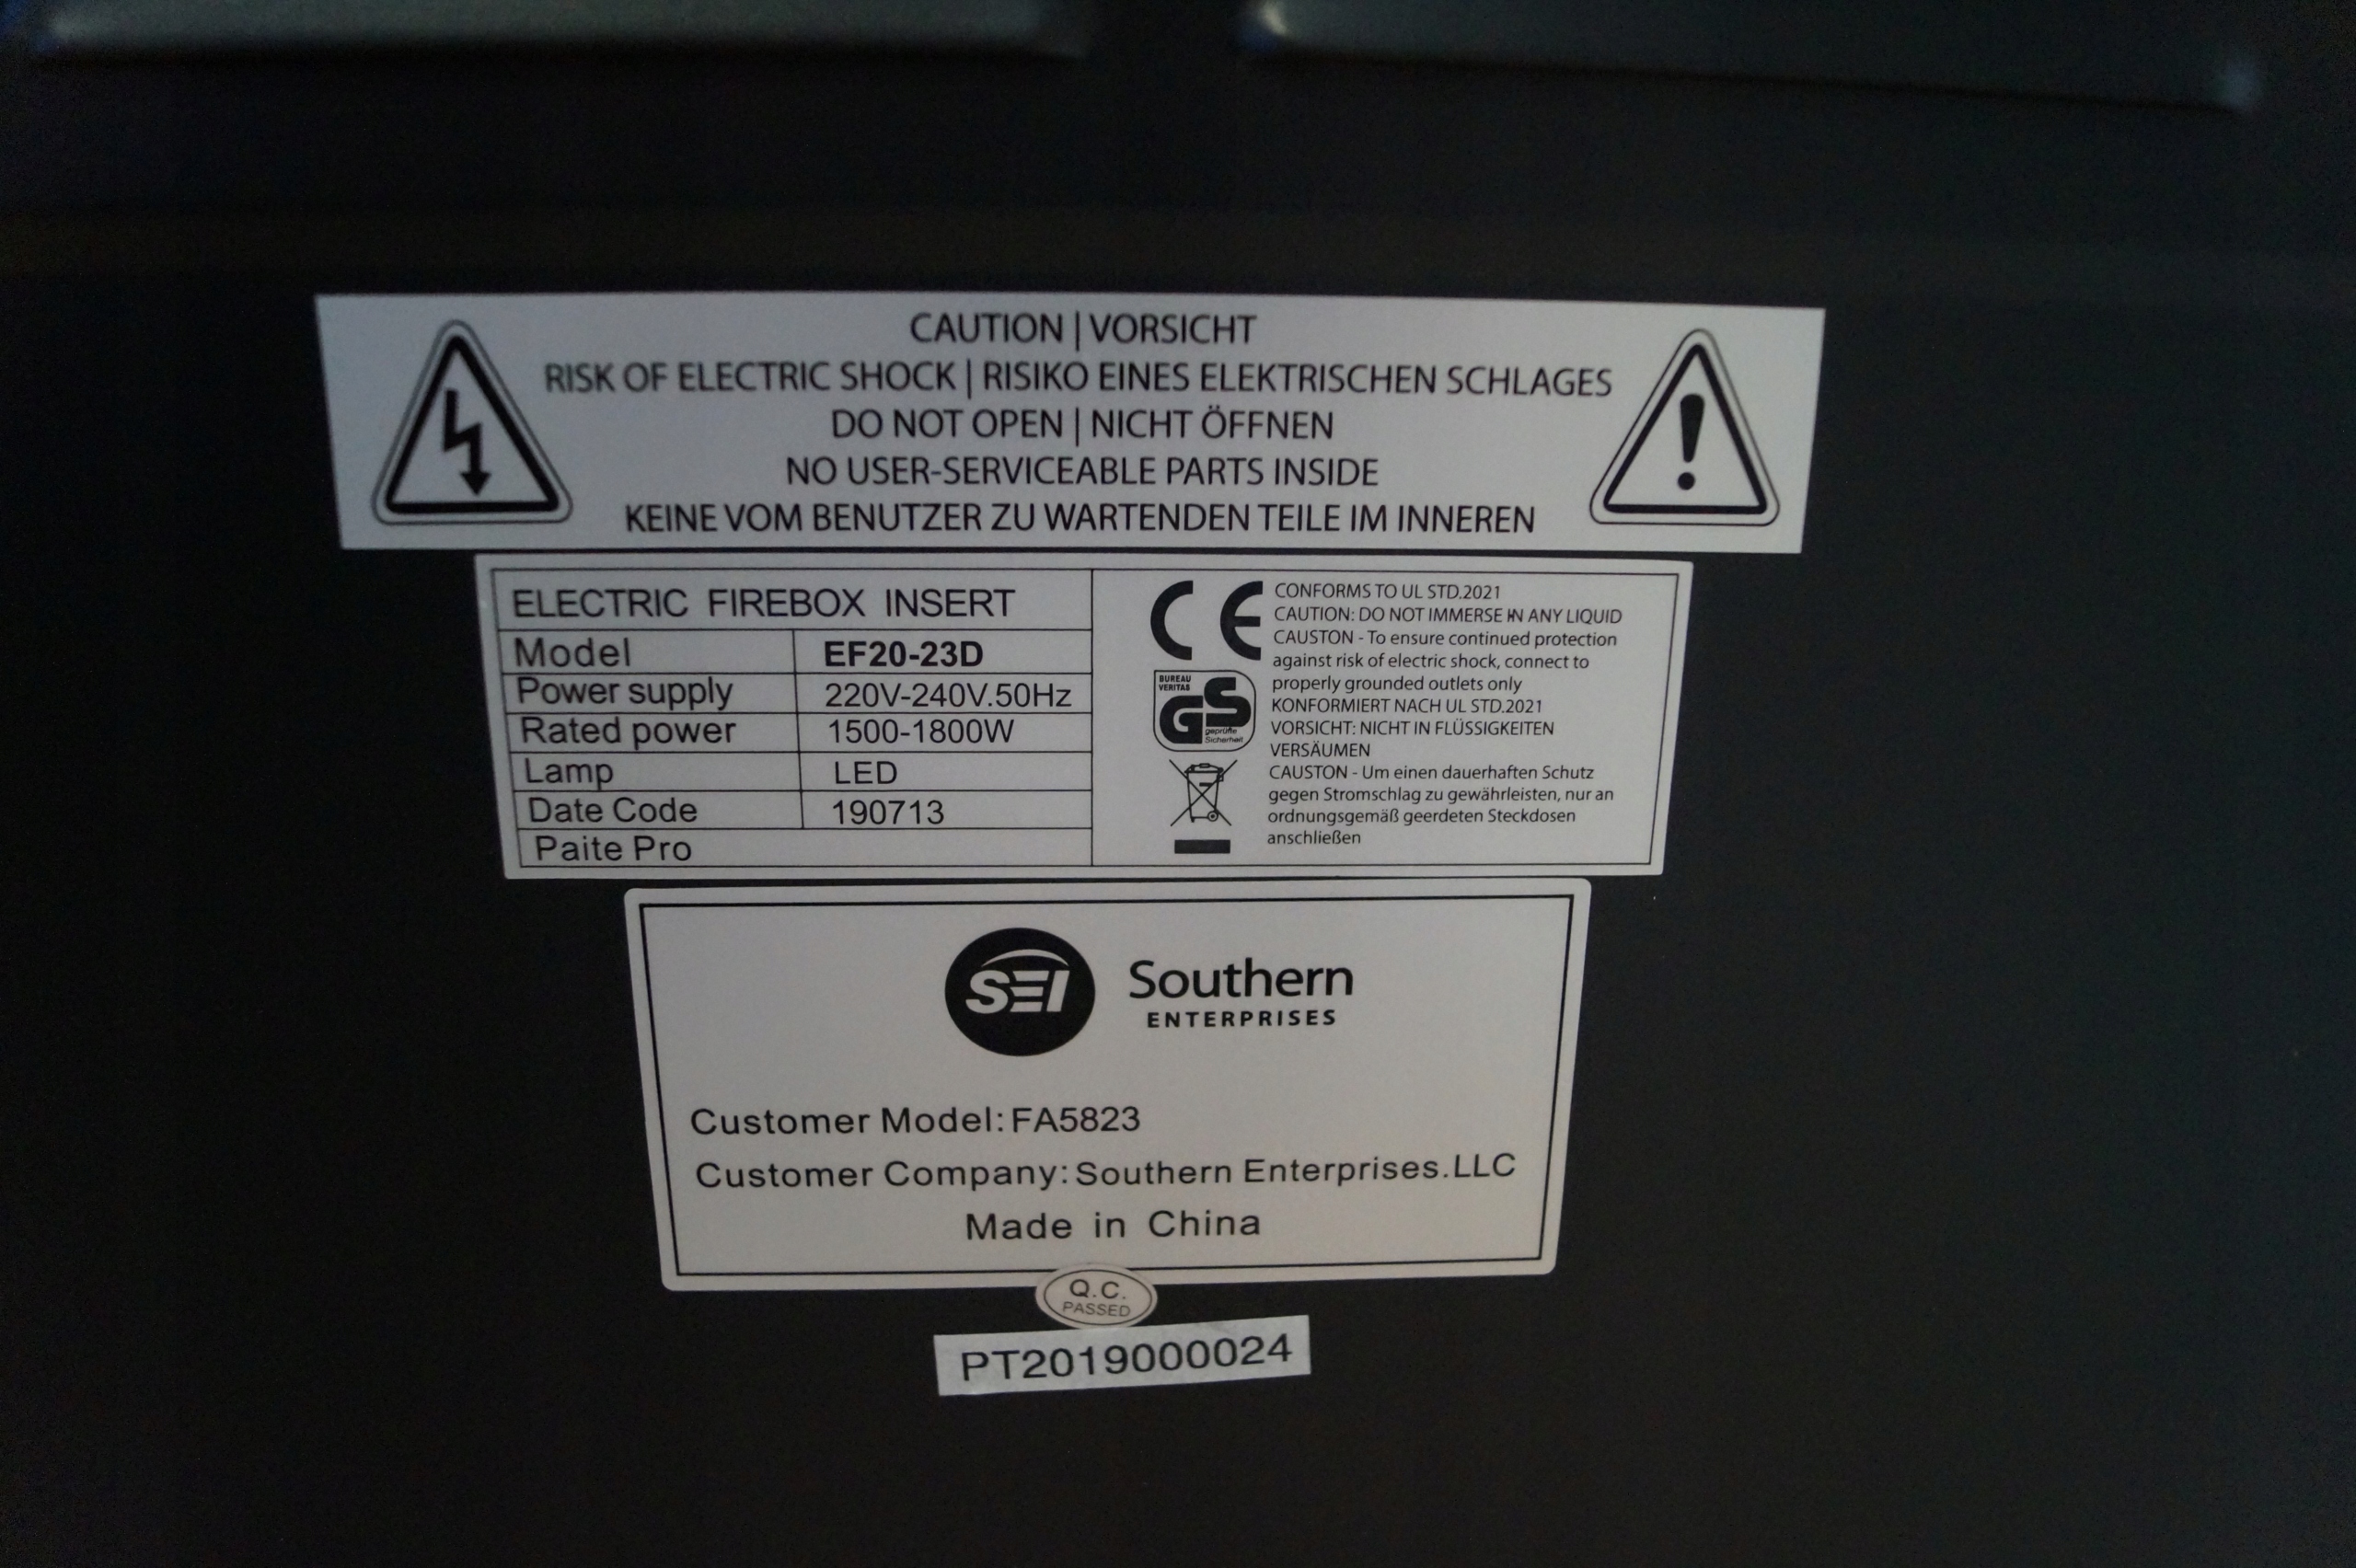 CAUTION | VORSICHT
RISK OF ELECTRIC SHOCK | RISIKO EINES ELEKTRISCHEN SCHLAGES
DO NOT OPEN | NICHT ÖFFNEN
NO USER-SERVICEABLE PARTS INSIDE
KEINE VOM BENUTZER ZU WARTENDEN TEILE IM INNEREN
ELECTRIC FIREBOX INSERT
Model EF20-23D
Power supply 220V-240V.50Hz
Rated power 1500-1800W
Lamp LED
Date Code 190713
Paite Pro
CE
BUREAU
VERITAS
GS
geprüfte
Sicherheit
CONFORMS TO UL STD.2021
CAUTION: DO NOT IMMERSE IN ANY LIQUID
CAUSTON - To ensure continued protection
against risk of electric shock, connect to
properly grounded outlets only
KONFORMIERT NACH UL STD.2021
VORSICHT: NICHT IN FLÜSSIGKEITEN
VERSÄUMEN
CAUSTON - Um einen dauerhaften Schutz
gegen Stromschlag zu gewährleisten, nur an
ordnungsgemäß geerdeten Steckdosen
anschließen
SEI
Southern
ENTERPRISES
Customer Model: FA5823
Customer Company: Southern Enterprises.LLC
Made in China
Q.C.
PASSED
PT2019000024